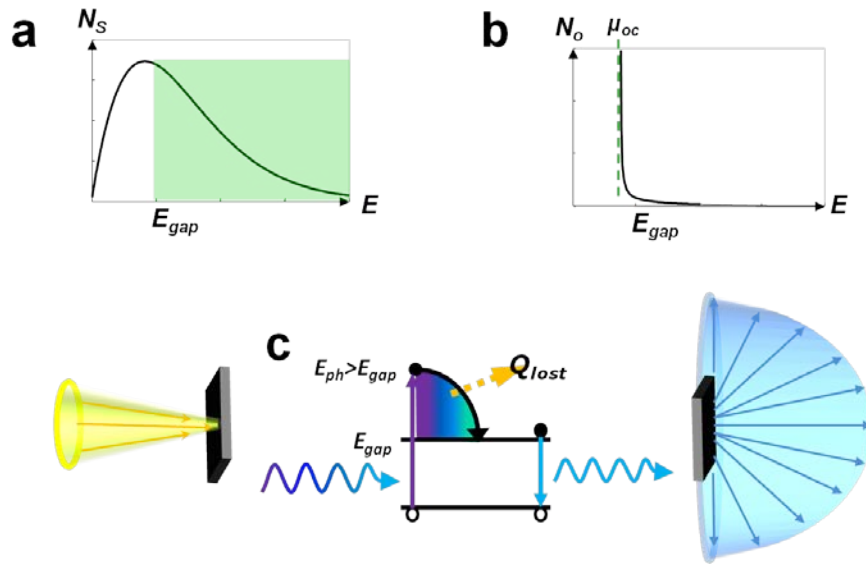 a
N_S
E_gap
E
b
N_o
μ_oc
E_gap
E
c
E_ph>E_gap
Q_lost
E_gap